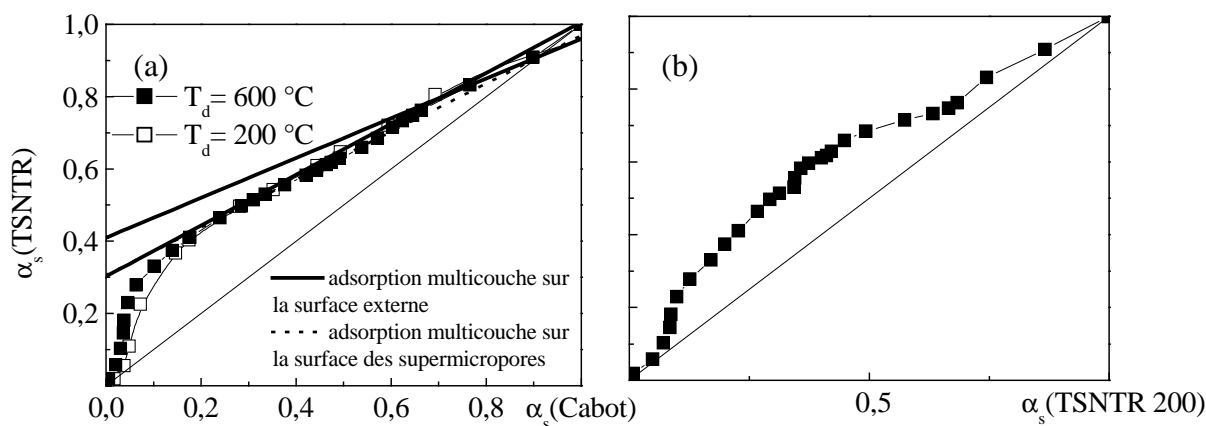 1,0
(a)
(b)
0,8
T_d = 600 °C
T_d = 200 °C
0,6
α_s(TSNTR)
0,4
0,2
adsorption multicouche sur
la surface externe
adsorption multicouche sur
la surface des supermicropores
0,0 0,2 0,4 0,6 0,8 α_s(Cabot)
0,5 α_s(TSNTR 200)